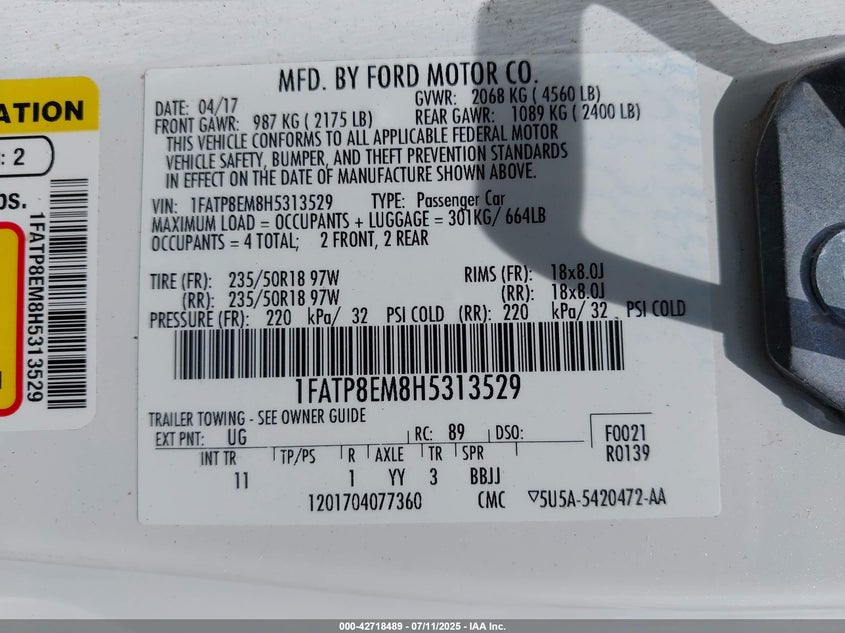 MFD. BY FORD MOTOR CO.
DATE: 04/17 GVWR: 2068 KG ( 4560 LB)
FRONT GAWR: 987 KG ( 2175 LB) REAR GAWR: 1089 KG ( 2400 LB)
THIS VEHICLE CONFORMS TO ALL APPLICABLE FEDERAL MOTOR
VEHICLE SAFETY, BUMPER, AND THEFT PREVENTION STANDARDS
IN EFFECT ON THE DATE OF MANUFACTURE SHOWN ABOVE.
VIN: 1FATP8EM8H5313529 TYPE: Passenger Car
MAXIMUM LOAD = OCCUPANTS + LUGGAGE = 301KG/ 664LB
OCCUPANTS = 4 TOTAL; 2 FRONT, 2 REAR
TIRE (FR): 235/50R18 97W RIMS (FR): 18x8.0J
(RR): 235/50R18 97W (RR): 18x8.0J
PRESSURE (FR): 220 kPa/ 32 PSI COLD (RR): 220 kPa/ 32 PSI COLD
1FATP8EM8H5313529
TRAILER TOWING - SEE OWNER GUIDE
EXT PNT: UG RC: 89 DSO: F0021
R0139
INT TR TP/PS R AXLE TR SPR
11 1 YY 3 BBJJ
1201704077360 CMC ▽5U5A-5420472-AA
ATION
: 2
bs.
1FATP8EM8H5313529
000-42718489 - 07/11/2025 - IAA Inc.